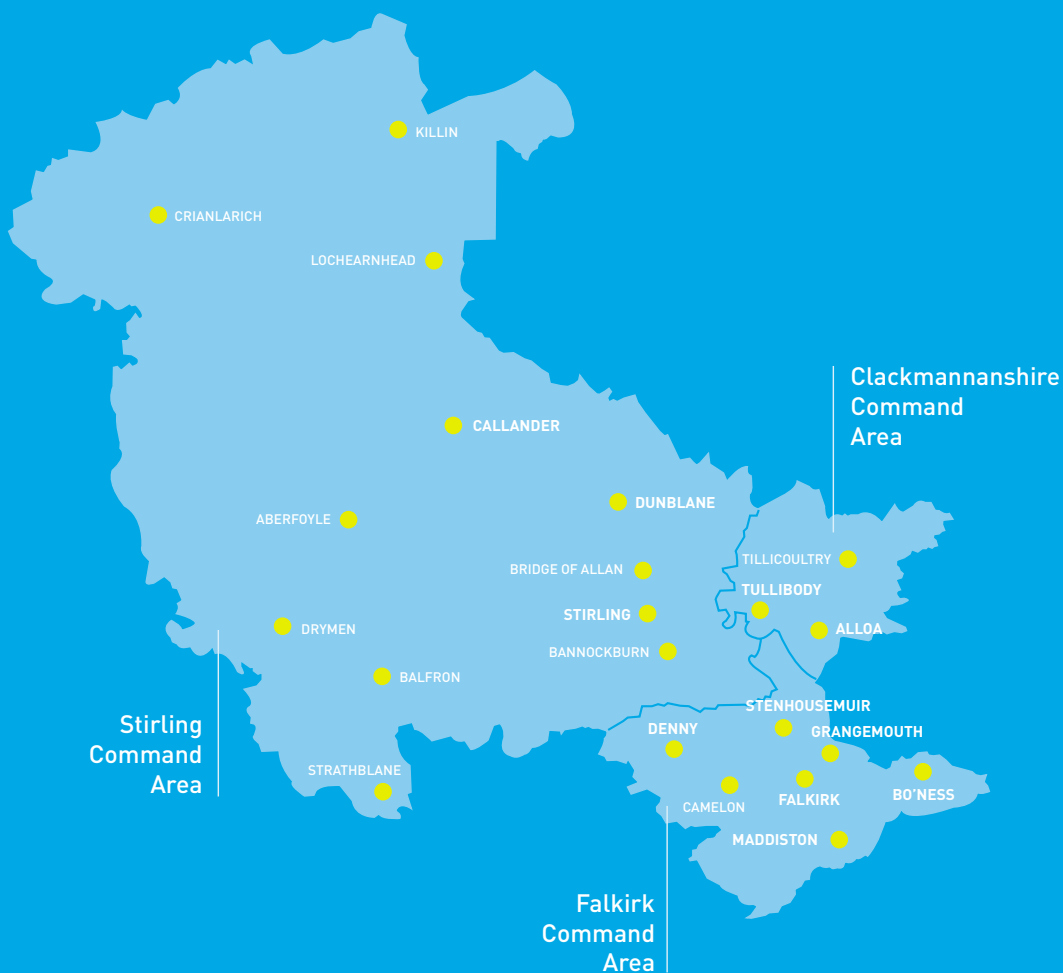 KILLIN
CRIANLARICH
LOCHEARNHEAD
Clackmannanshire
Command
Area
CALLANDER
DUNBLANE
ABERFOYLE
TILLICOULTRY
BRIDGE OF ALLAN
TULLIBODY
STIRLING
ALLOA
DRYMEN
BANNOCKBURN
BALFRON
STENHOUSEMUIR
Stirling
Command
Area
DENNY
GRANGEMOUTH
STRATHBLANE
CAMELON
FALKIRK
BO'NESS
MADDISTON
Falkirk
Command
Area